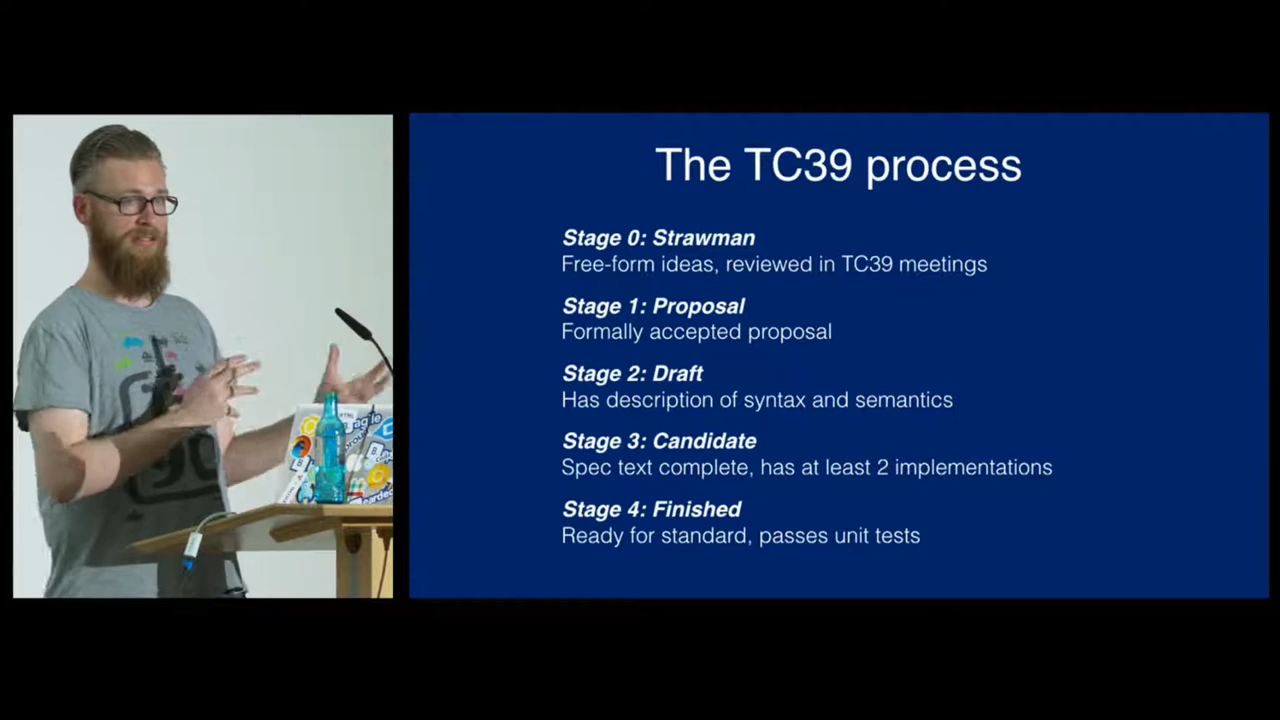 The TC39 process
Stage 0: Strawman
Free-form ideas, reviewed in TC39 meetings
Stage 1: Proposal
Formally accepted proposal
Stage 2: Draft
Has description of syntax and semantics
Stage 3: Candidate
Spec text complete, has at least 2 implementations
Stage 4: Finished
Ready for standard, passes unit tests
agile